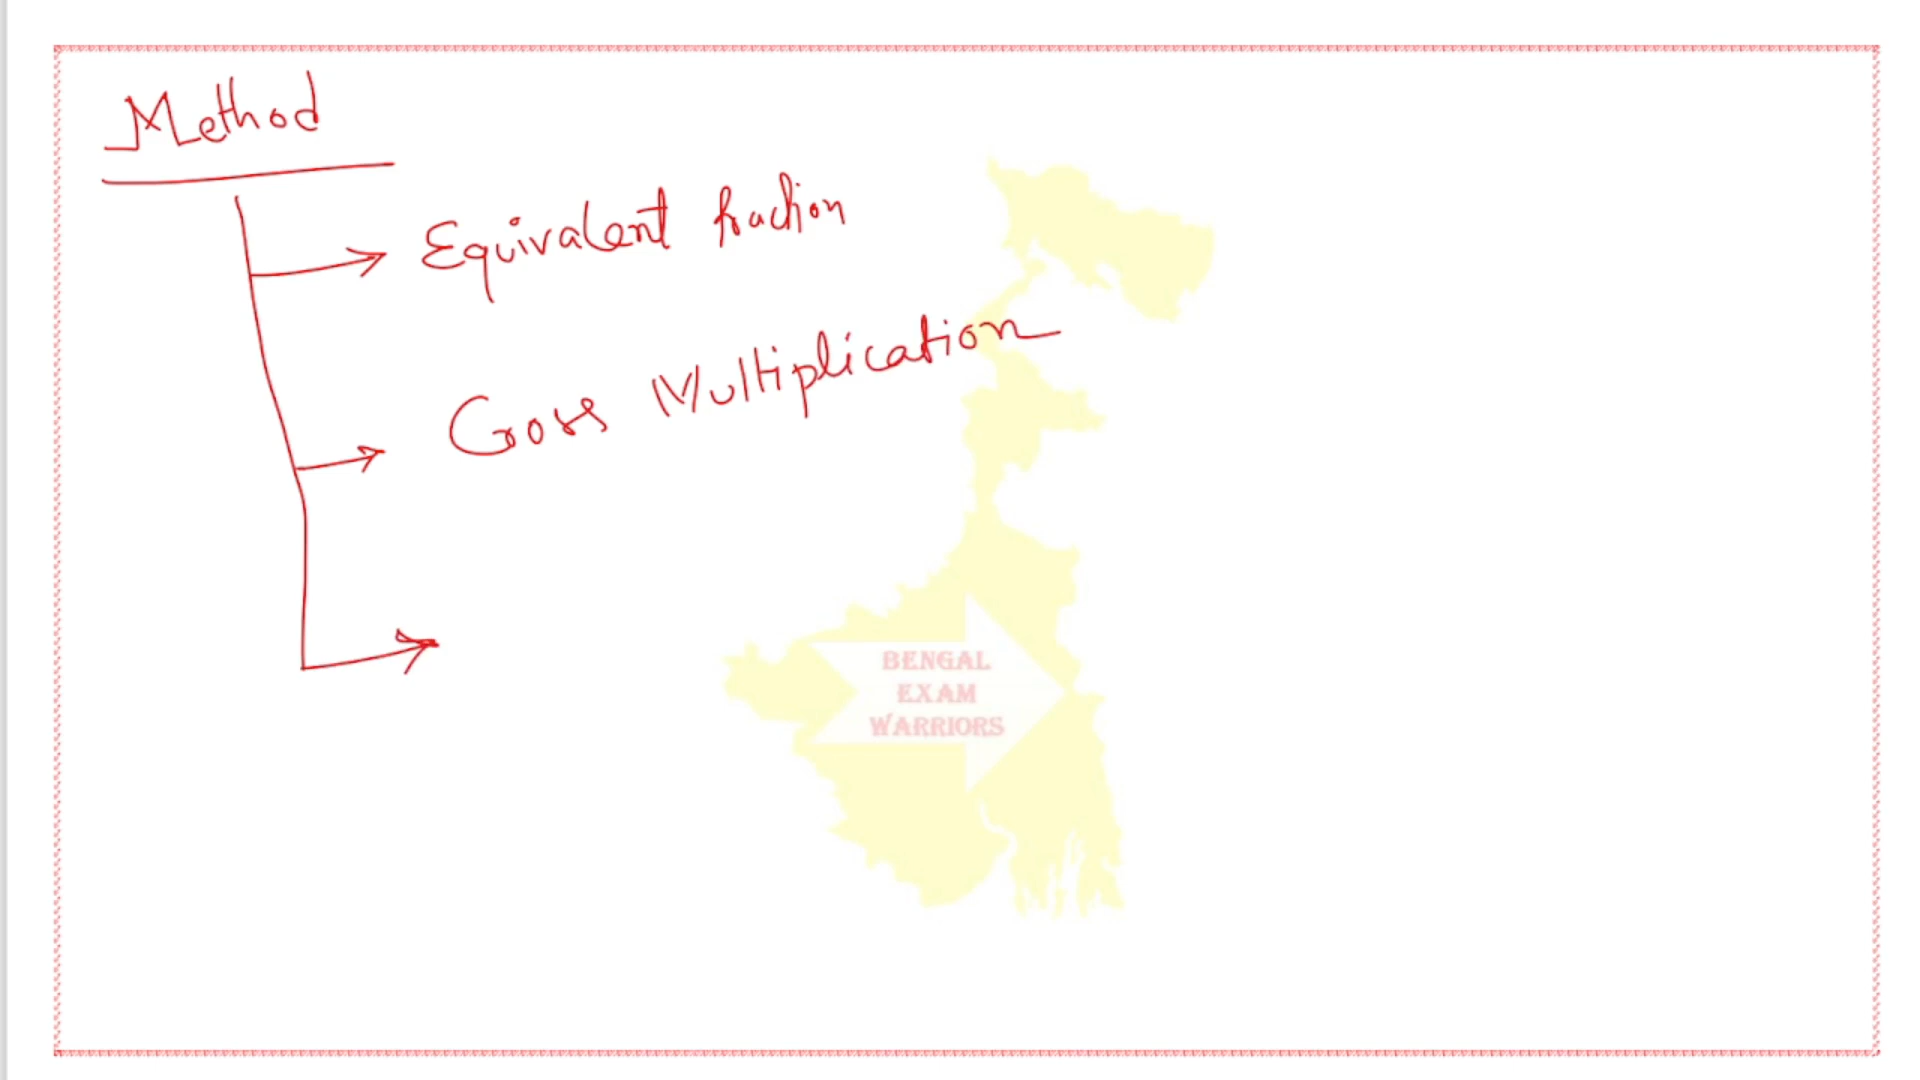 Method
Equivalent fraction
Cross Multiplication
BENGAL
EXAM
WARRIORS